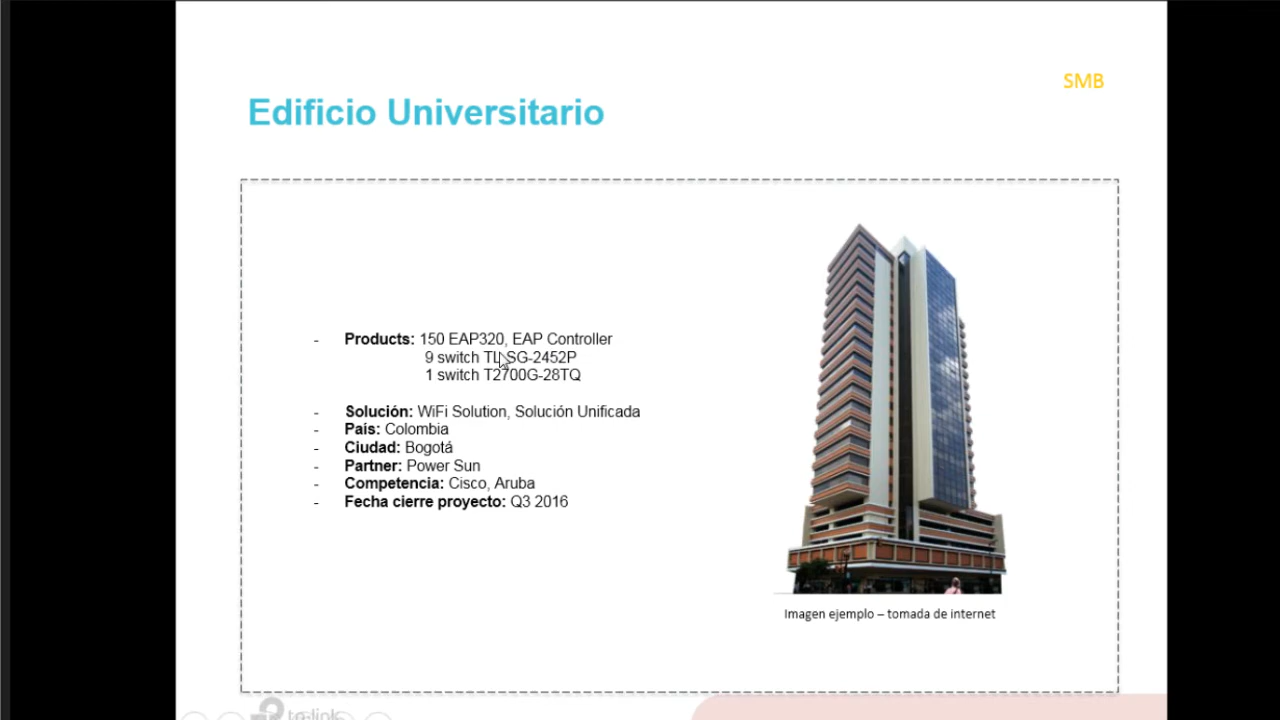 SMB
Edificio Universitario
- Products: 150 EAP320, EAP Controller
9 switch TL-SG-2452P
1 switch T2700G-28TQ
- Solución: WiFi Solution, Solución Unificada
- País: Colombia
- Ciudad: Bogotá
- Partner: Power Sun
- Competencia: Cisco, Aruba
- Fecha cierre proyecto: Q3 2016
Imagen ejemplo – tomada de internet
tp-link